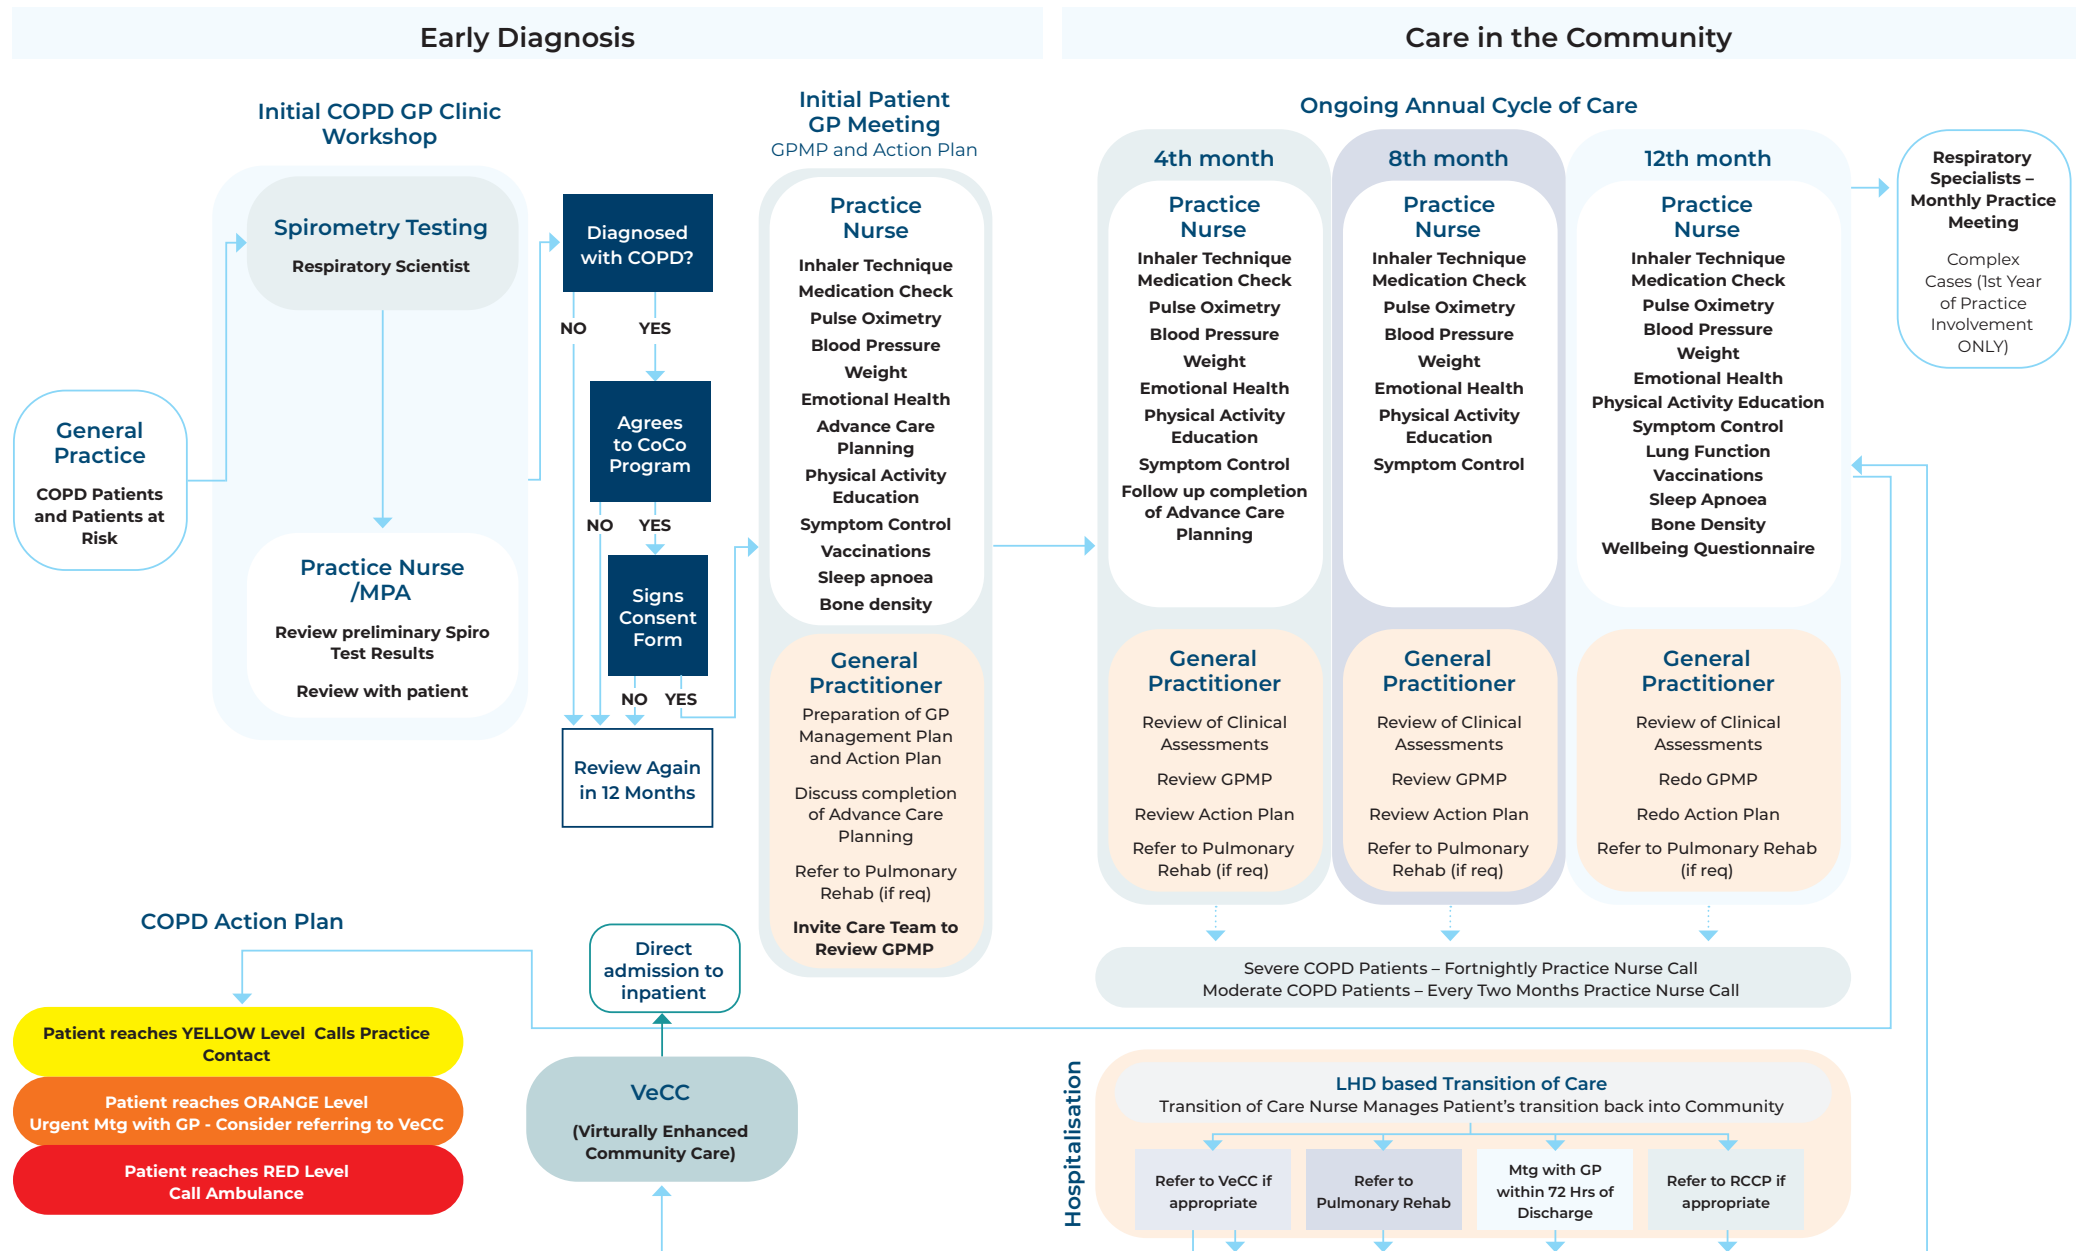 Early Diagnosis
Care in the Community
Initial COPD GP Clinic
Workshop
Initial Patient
GP Meeting
GPMP and Action Plan
Ongoing Annual Cycle of Care
General
Practice
COPD Patients
and Patients at
Risk
Spirometry Testing
Respiratory Scientist
Practice Nurse
/MPA
Review preliminary Spiro
Test Results
Review with patient
Diagnosed
with COPD?
NO
YES
Agrees
to CoCo
Program
NO
YES
Signs
Consent
Form
NO
YES
Review Again
in 12 Months
Practice
Nurse
Inhaler Technique
Medication Check
Pulse Oximetry
Blood Pressure
Weight
Emotional Health
Advance Care
Planning
Physical Activity
Education
Symptom Control
Vaccinations
Sleep apnoea
Bone density
General
Practitioner
Preparation of GP
Management Plan
and Action Plan
Discuss completion
of Advance Care
Planning
Refer to Pulmonary
Rehab (if req)
Invite Care Team to
Review GPMP
4th month
Practice
Nurse
Inhaler Technique
Medication Check
Pulse Oximetry
Blood Pressure
Weight
Emotional Health
Physical Activity
Education
Symptom Control
Follow up completion
of Advance Care
Planning
General
Practitioner
Review of Clinical
Assessments
Review GPMP
Review Action Plan
Refer to Pulmonary
Rehab (if req)
8th month
Practice
Nurse
Inhaler Technique
Medication Check
Pulse Oximetry
Blood Pressure
Weight
Emotional Health
Physical Activity
Education
Symptom Control
General
Practitioner
Review of Clinical
Assessments
Review GPMP
Review Action Plan
Refer to Pulmonary
Rehab (if req)
12th month
Practice
Nurse
Inhaler Technique
Medication Check
Pulse Oximetry
Blood Pressure
Weight
Emotional Health
Physical Activity Education
Symptom Control
Lung Function
Vaccinations
Sleep Apnoea
Bone Density
Wellbeing Questionnaire
General
Practitioner
Review of Clinical
Assessments
Redo GPMP
Redo Action Plan
Refer to Pulmonary Rehab
(if req)
Respiratory
Specialists –
Monthly Practice
Meeting
Complex
Cases (1st Year
of Practice
Involvement
ONLY)
Severe COPD Patients – Fortnightly Practice Nurse Call
Moderate COPD Patients – Every Two Months Practice Nurse Call
COPD Action Plan
Patient reaches YELLOW Level  Calls Practice
Contact
Patient reaches ORANGE Level
Urgent Mtg with GP - Consider referring to VeCC
Patient reaches RED Level
Call Ambulance
Direct
admission to
inpatient
VeCC
(Virturally Enhanced
Community Care)
Hospitalisation
LHD based Transition of Care
Transition of Care Nurse Manages Patient's transition back into Community
Refer to VeCC if
appropriate
Refer to
Pulmonary Rehab
Mtg with GP
within 72 Hrs of
Discharge
Refer to RCCP if
appropriate